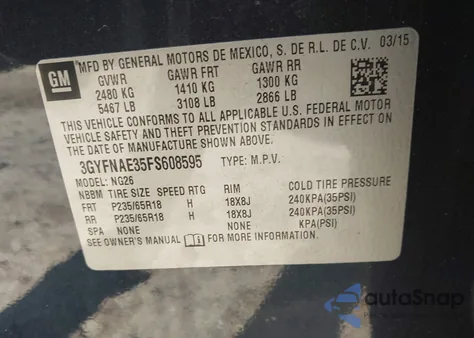 GM
MFD BY GENERAL MOTORS DE MEXICO, S. DE R.L. DE C.V. 03/15
GVWR GAWR FRT GAWR RR
2480 KG 1410 KG 1300 KG
5467 LB 3108 LB 2866 LB
THIS VEHICLE CONFORMS TO ALL APPLICABLE U.S. FEDERAL MOTOR
VEHICLE SAFETY AND THEFT PREVENTION STANDARDS IN EFFECT ON
THE DATE OF MANUFACTURE SHOWN ABOVE.
3GYFNAE35FS608595 TYPE: M.P.V.
MODEL: NG26
NBBM TIRE SIZE SPEED RTG RIM COLD TIRE PRESSURE
FRT P235/65R18 H 18X8J 240KPA(35PSI)
RR P235/65R18 H 18X8J 240KPA(35PSI)
SPA NONE NONE KPA(PSI)
SEE OWNER'S MANUAL FOR MORE INFORMATION
autoSnap